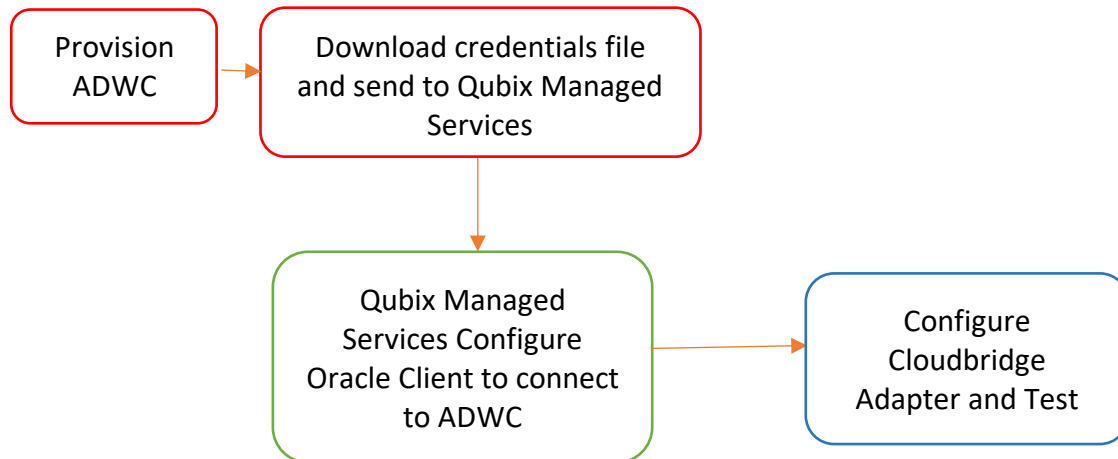 Provision
ADWC
Download credentials file
and send to Qubix Managed
Services
Qubix Managed
Services Configure
Oracle Client to connect
to ADWC
Configure
Cloudbridge
Adapter and Test